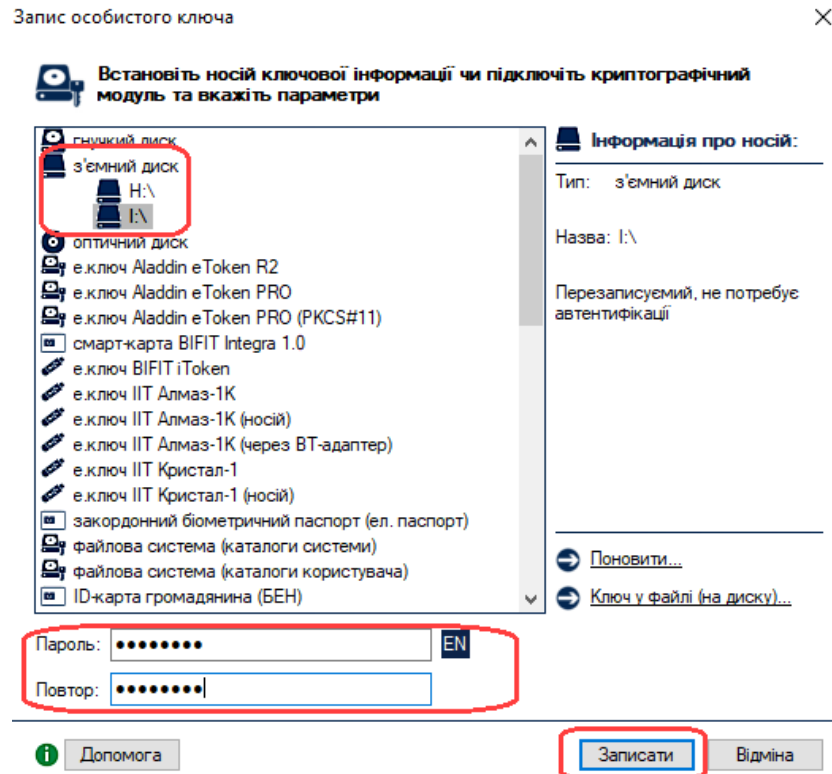 Запис особистого ключа
Встановіть носій ключової інформації чи підключіть криптографічний
модуль та вкажіть параметри
гнучкий диск
з'ємний диск
H:\
I:\
оптичний диск
е.ключ Aladdin eToken R2
е.ключ Aladdin eToken PRO
е.ключ Aladdin eToken PRO (PKCS#11)
смарт-карта BIFIT Integra 1.0
е.ключ BIFIT iToken
е.ключ ІІТ Алмаз-1К
е.ключ ІІТ Алмаз-1К (носій)
е.ключ ІІТ Алмаз-1К (через BT-адаптер)
е.ключ ІІТ Кристал-1
е.ключ ІІТ Кристал-1 (носій)
закордонний біометричний паспорт (ел. паспорт)
файлова система (каталоги системи)
файлова система (каталоги користувача)
ID-карта громадянина (БЕН)
Інформація про носій:
Тип: з'ємний диск
Назва: I:\
Перезаписуємий, не потребує
автентифікації
Поновити...
Ключ у файлі (на диску)...
Пароль: ●●●●●●●● EN
Повтор: ●●●●●●●●
Допомога
Записати
Відміна